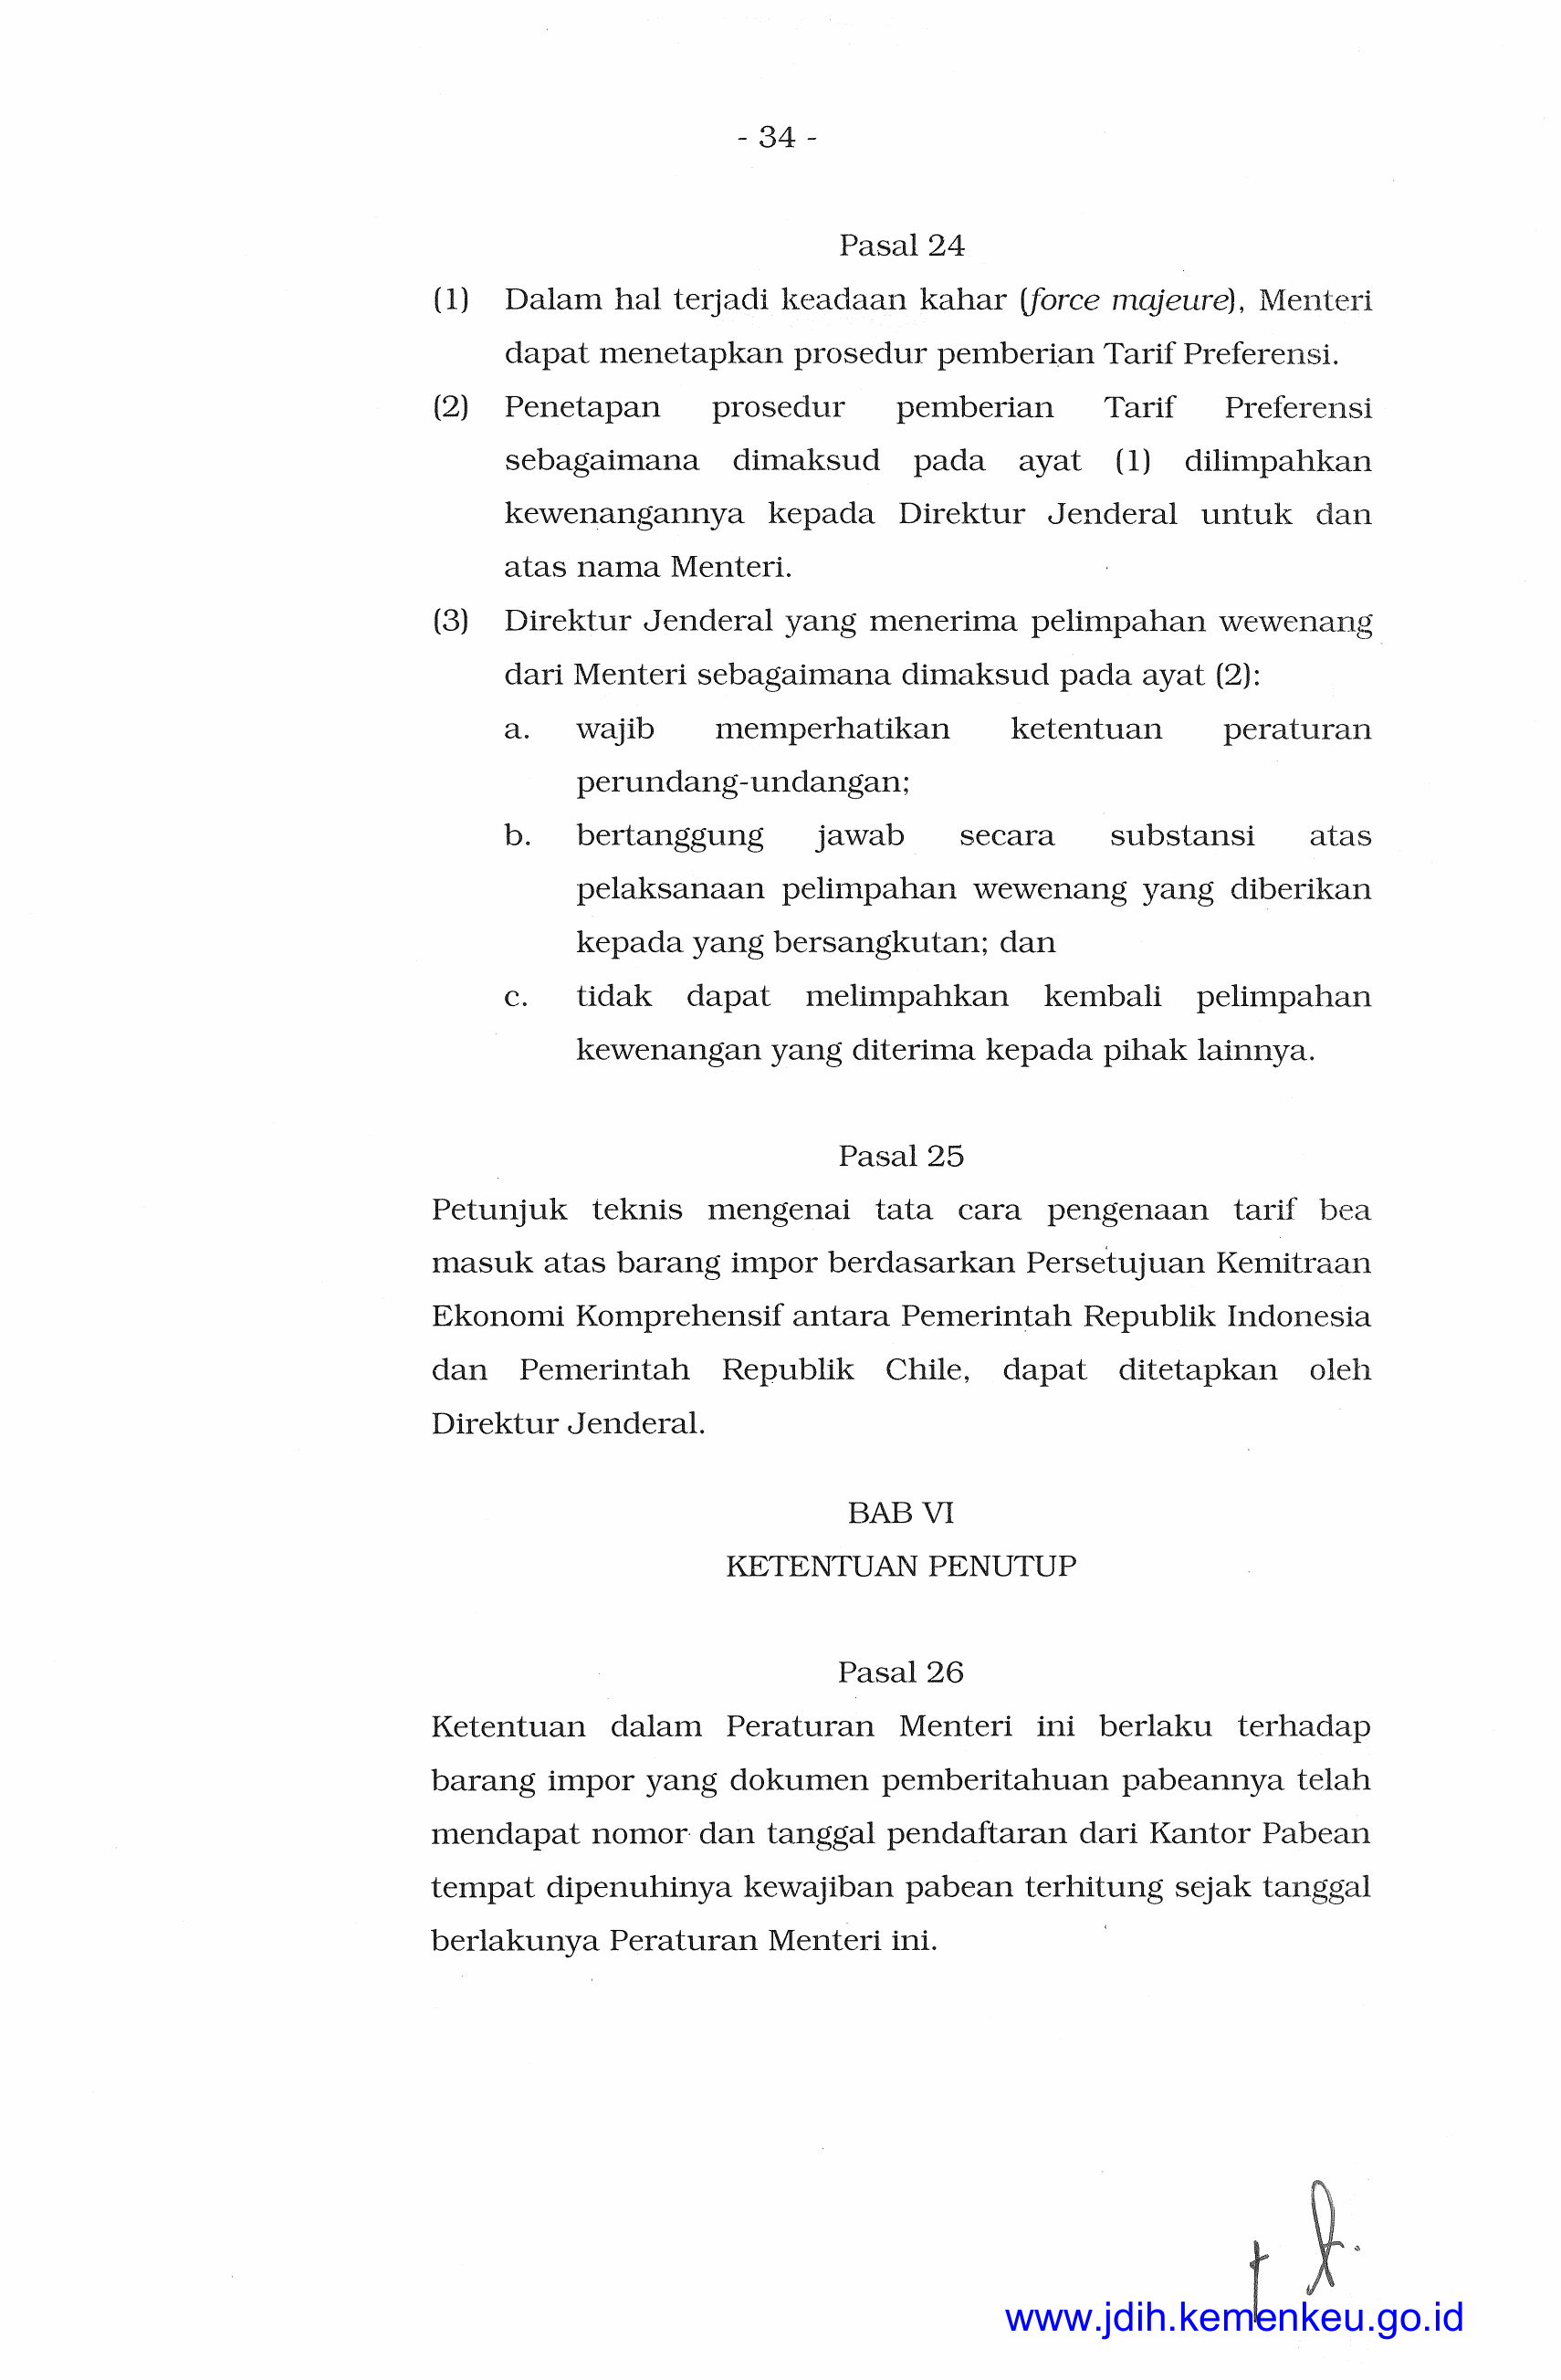 - 34 -
Pasal 24
(1) Dalam hal terjadi keadaan kahar (force majeure), Menteri
dapat menetapkan prosedur pemberian Tarif Preferensi.
(2) Penetapan prosedur pemberian Tarif Preferensi
sebagaimana dimaksud pada ayat (1) dilimpahkan
kewenangannya kepada Direktur Jenderal untuk dan
atas nama Menteri.
(3) Direktur Jenderal yang menerima pelimpahan wewenang
dari Menteri sebagaimana dimaksud pada ayat (2):
a. wajib memperhatikan ketentuan peraturan
perundang-undangan;
b. bertanggung jawab secara substansi atas
pelaksanaan pelimpahan wewenang yang diberikan
kepada yang bersangkutan; dan
c. tidak dapat melimpahkan kembali pelimpahan
kewenangan yang diterima kepada pihak lainnya.
Pasal 25
Petunjuk teknis mengenai tata cara pengenaan tarif bea
masuk atas barang impor berdasarkan Persetujuan Kemitraan
Ekonomi Komprehensif antara Pemerintah Republik Indonesia
dan Pemerintah Republik Chile, dapat ditetapkan oleh
Direktur Jenderal.
BAB VI
KETENTUAN PENUTUP
Pasal 26
Ketentuan dalam Peraturan Menteri ini berlaku terhadap
barang impor yang dokumen pemberitahuan pabeannya telah
mendapat nomor dan tanggal pendaftaran dari Kantor Pabean
tempat dipenuhinya kewajiban pabean terhitung sejak tanggal
berlakunya Peraturan Menteri ini.
www.jdih.kemenkeu.go.id